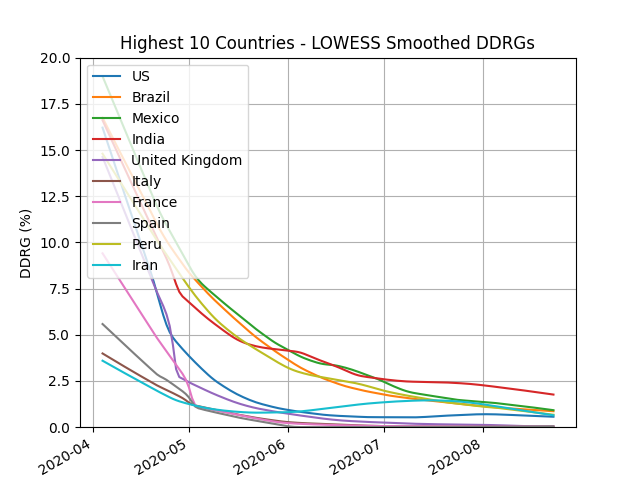 Highest 10 Countries - LOWESS Smoothed DDRGs
DDRG (%)
20.0
17.5
15.0
12.5
10.0
7.5
5.0
2.5
0.0
US
Brazil
Mexico
India
United Kingdom
Italy
France
Spain
Peru
Iran
2020-04
2020-05
2020-06
2020-07
2020-08